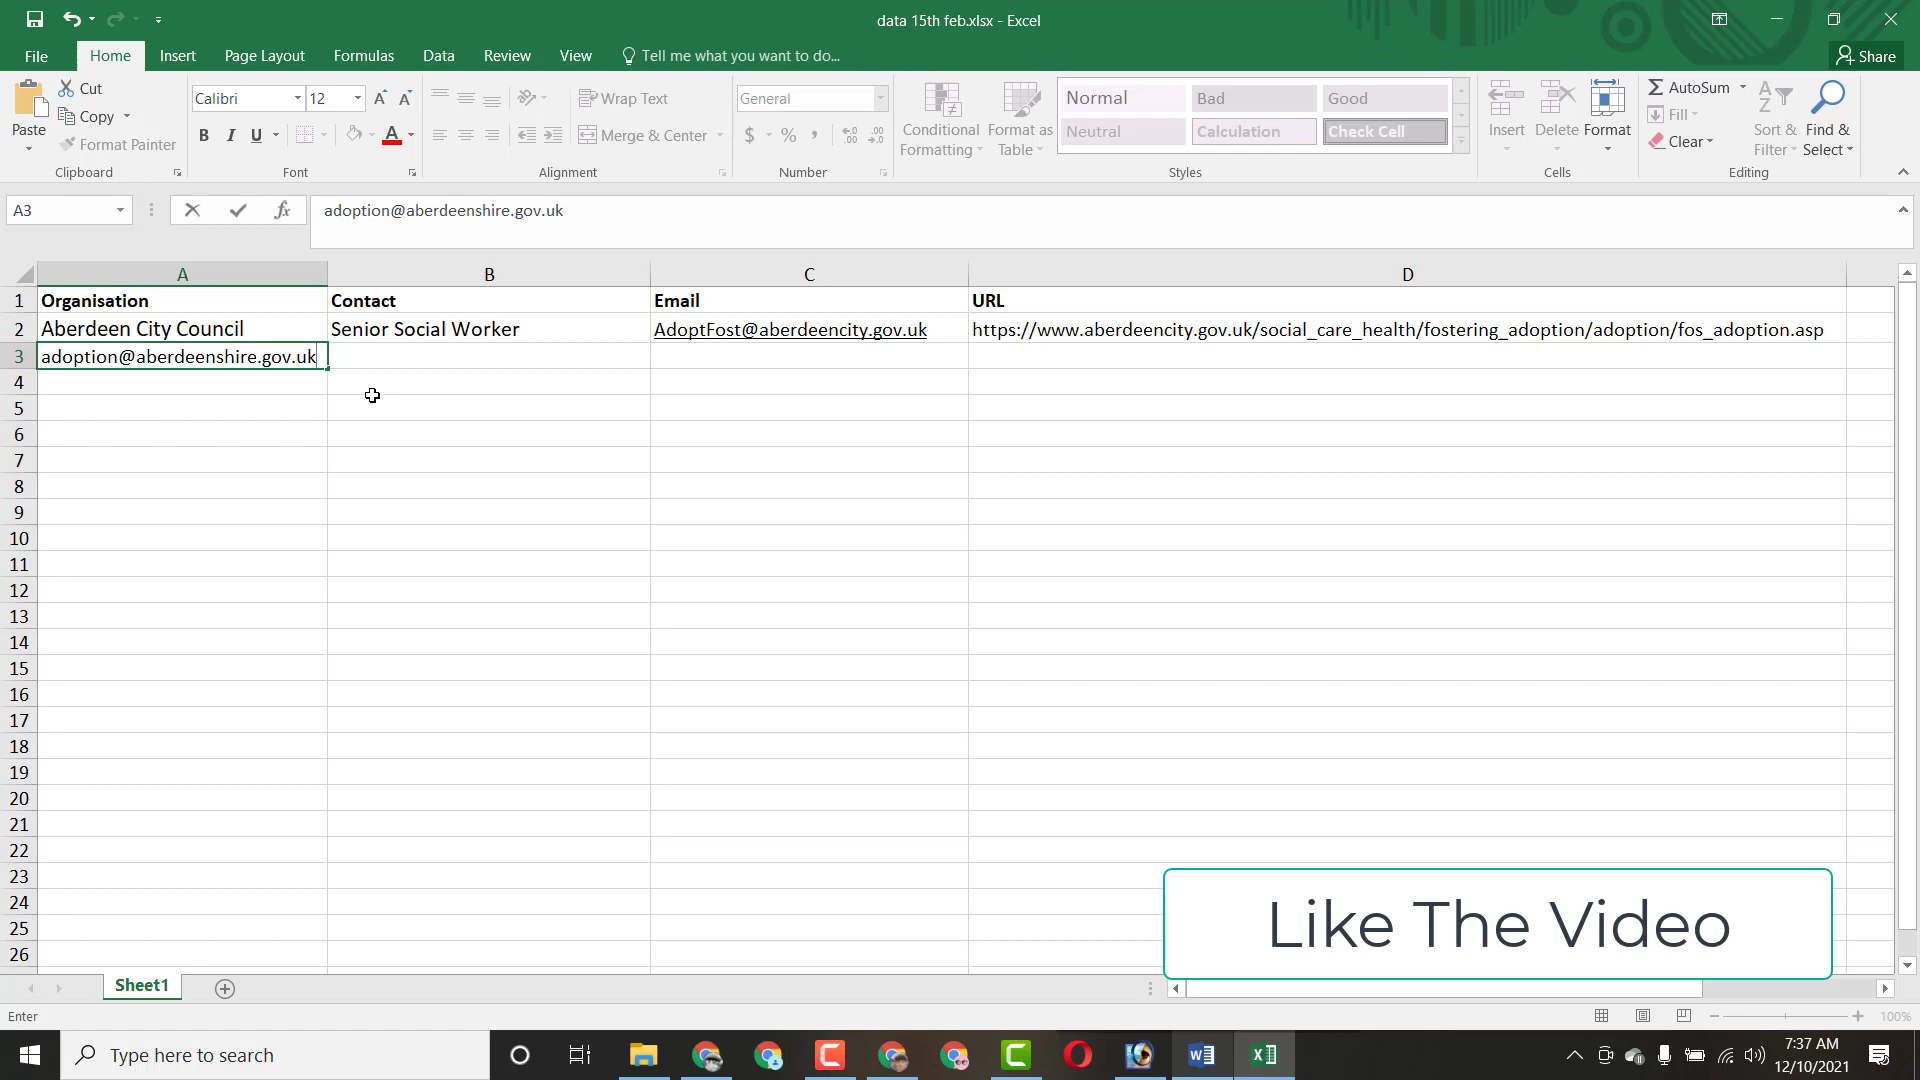 data 15th feb.xlsx - Excel
File Home Insert Page Layout Formulas Data Review View Tell me what you want to do... Share
Cut Calibri 12 Wrap Text General Normal Bad Good AutoSum
Copy Merge & Center $ % Neutral Calculation Check Cell Fill
Paste Format Painter B I U Conditional Formatting Format as Table Insert Delete Format Clear Sort & Filter Find & Select
Clipboard Font Alignment Number Styles Cells Editing
A3 fx adoption@aberdeenshire.gov.uk
A B C D
1 Organisation Contact Email URL
2 Aberdeen City Council Senior Social Worker AdoptFost@aberdeencity.gov.uk https://www.aberdeencity.gov.uk/social_care_health/fostering_adoption/adoption/fos_adoption.asp
3 adoption@aberdeenshire.gov.uk
4
5
6
7
8
9
10
11
12
13
14
15
16
17
18
19
20
21
22
23
24
25
26
Like The Video
Sheet1
Enter 100%
Type here to search 7:37 AM
12/10/2021